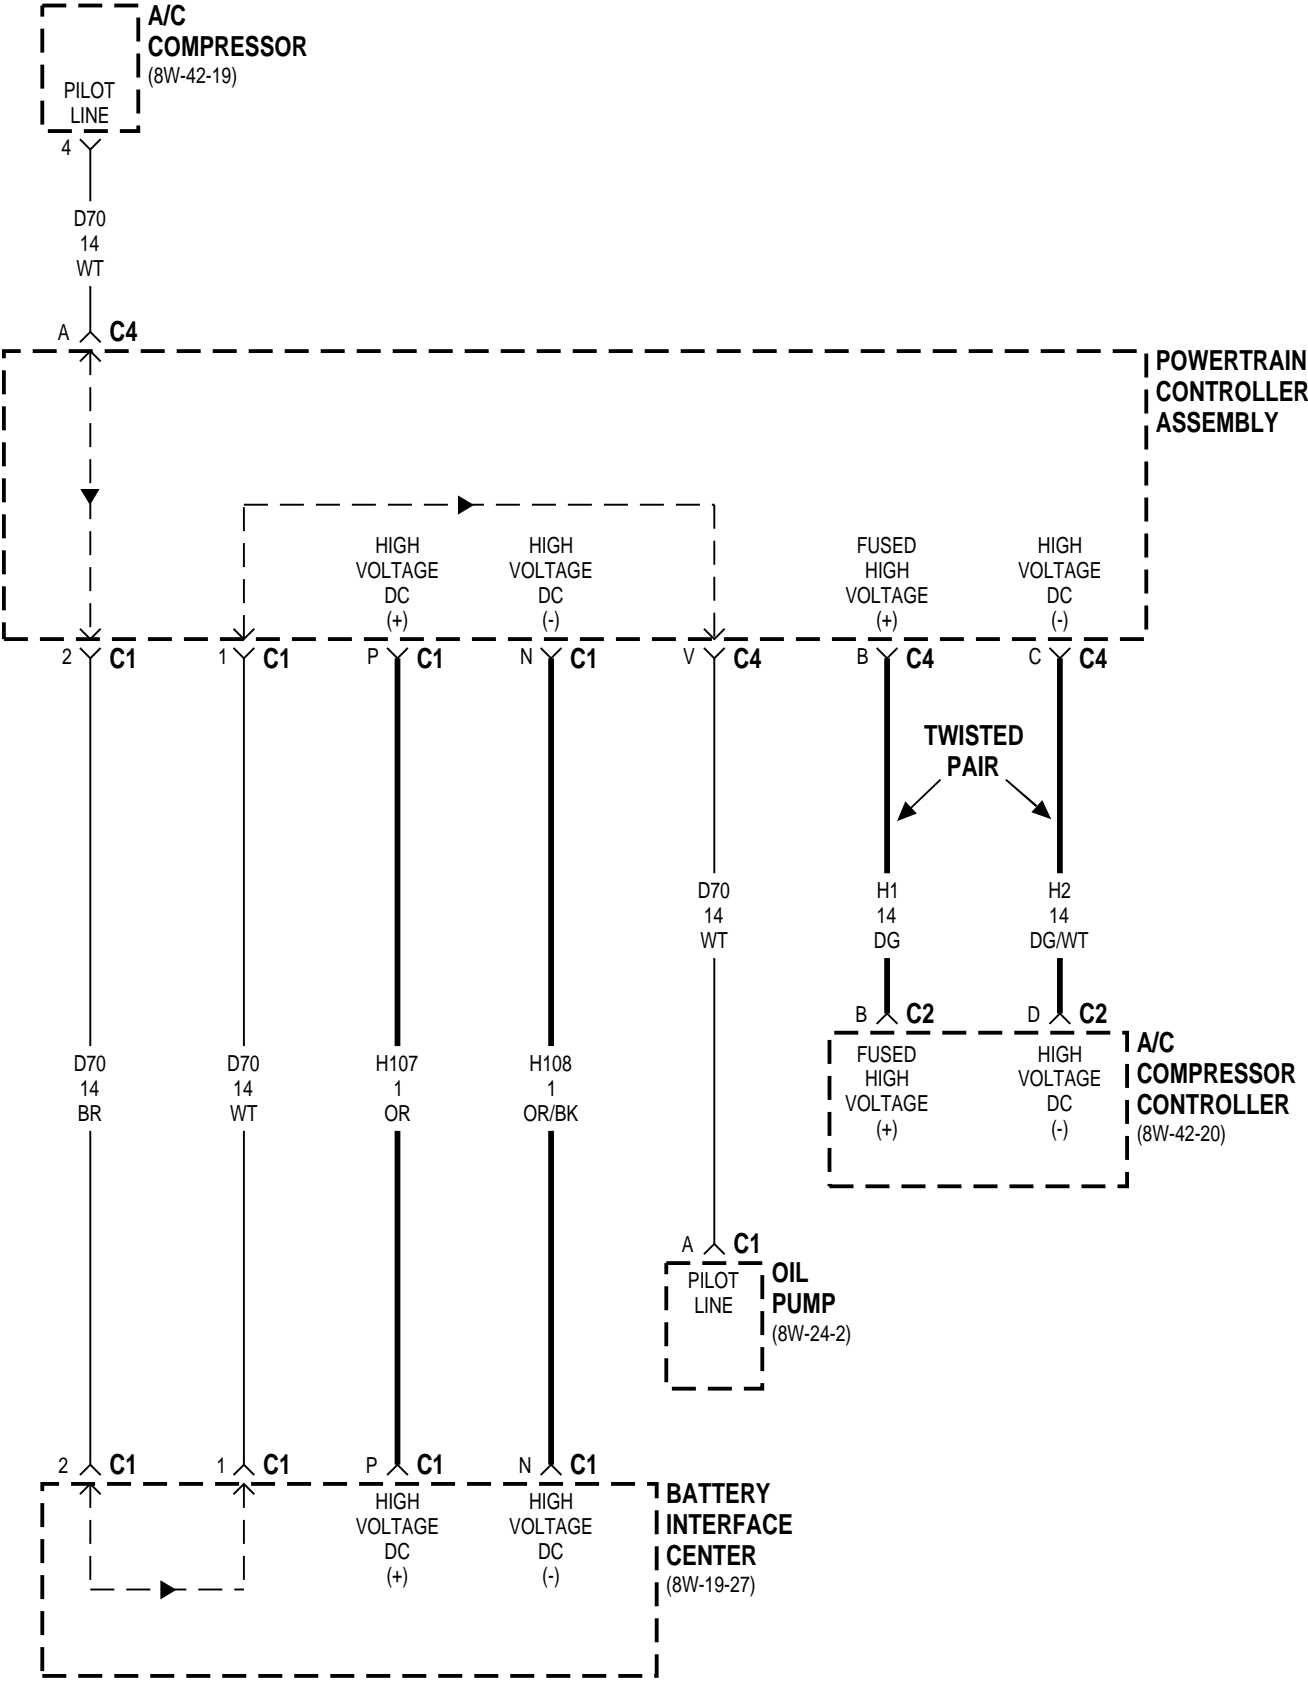 A/C
COMPRESSOR
(8W-42-19)
PILOT
LINE
4
D70
14
WT
A C4
POWERTRAIN
CONTROLLER
ASSEMBLY
HIGH
VOLTAGE
DC
(+)
HIGH
VOLTAGE
DC
(-)
FUSED
HIGH
VOLTAGE
(+)
HIGH
VOLTAGE
DC
(-)
2 C1
1 C1
P C1
N C1
V C4
B C4
C C4
TWISTED
PAIR
D70
14
WT
H1
14
DG
H2
14
DG/WT
B C2
D C2
A/C
COMPRESSOR
CONTROLLER
(8W-42-20)
FUSED
HIGH
VOLTAGE
(+)
HIGH
VOLTAGE
DC
(-)
D70
14
BR
D70
14
WT
H107
1
OR
H108
1
OR/BK
A C1
OIL
PUMP
(8W-24-2)
PILOT
LINE
2 C1
1 C1
P C1
N C1
BATTERY
INTERFACE
CENTER
(8W-19-27)
HIGH
VOLTAGE
DC
(+)
HIGH
VOLTAGE
DC
(-)